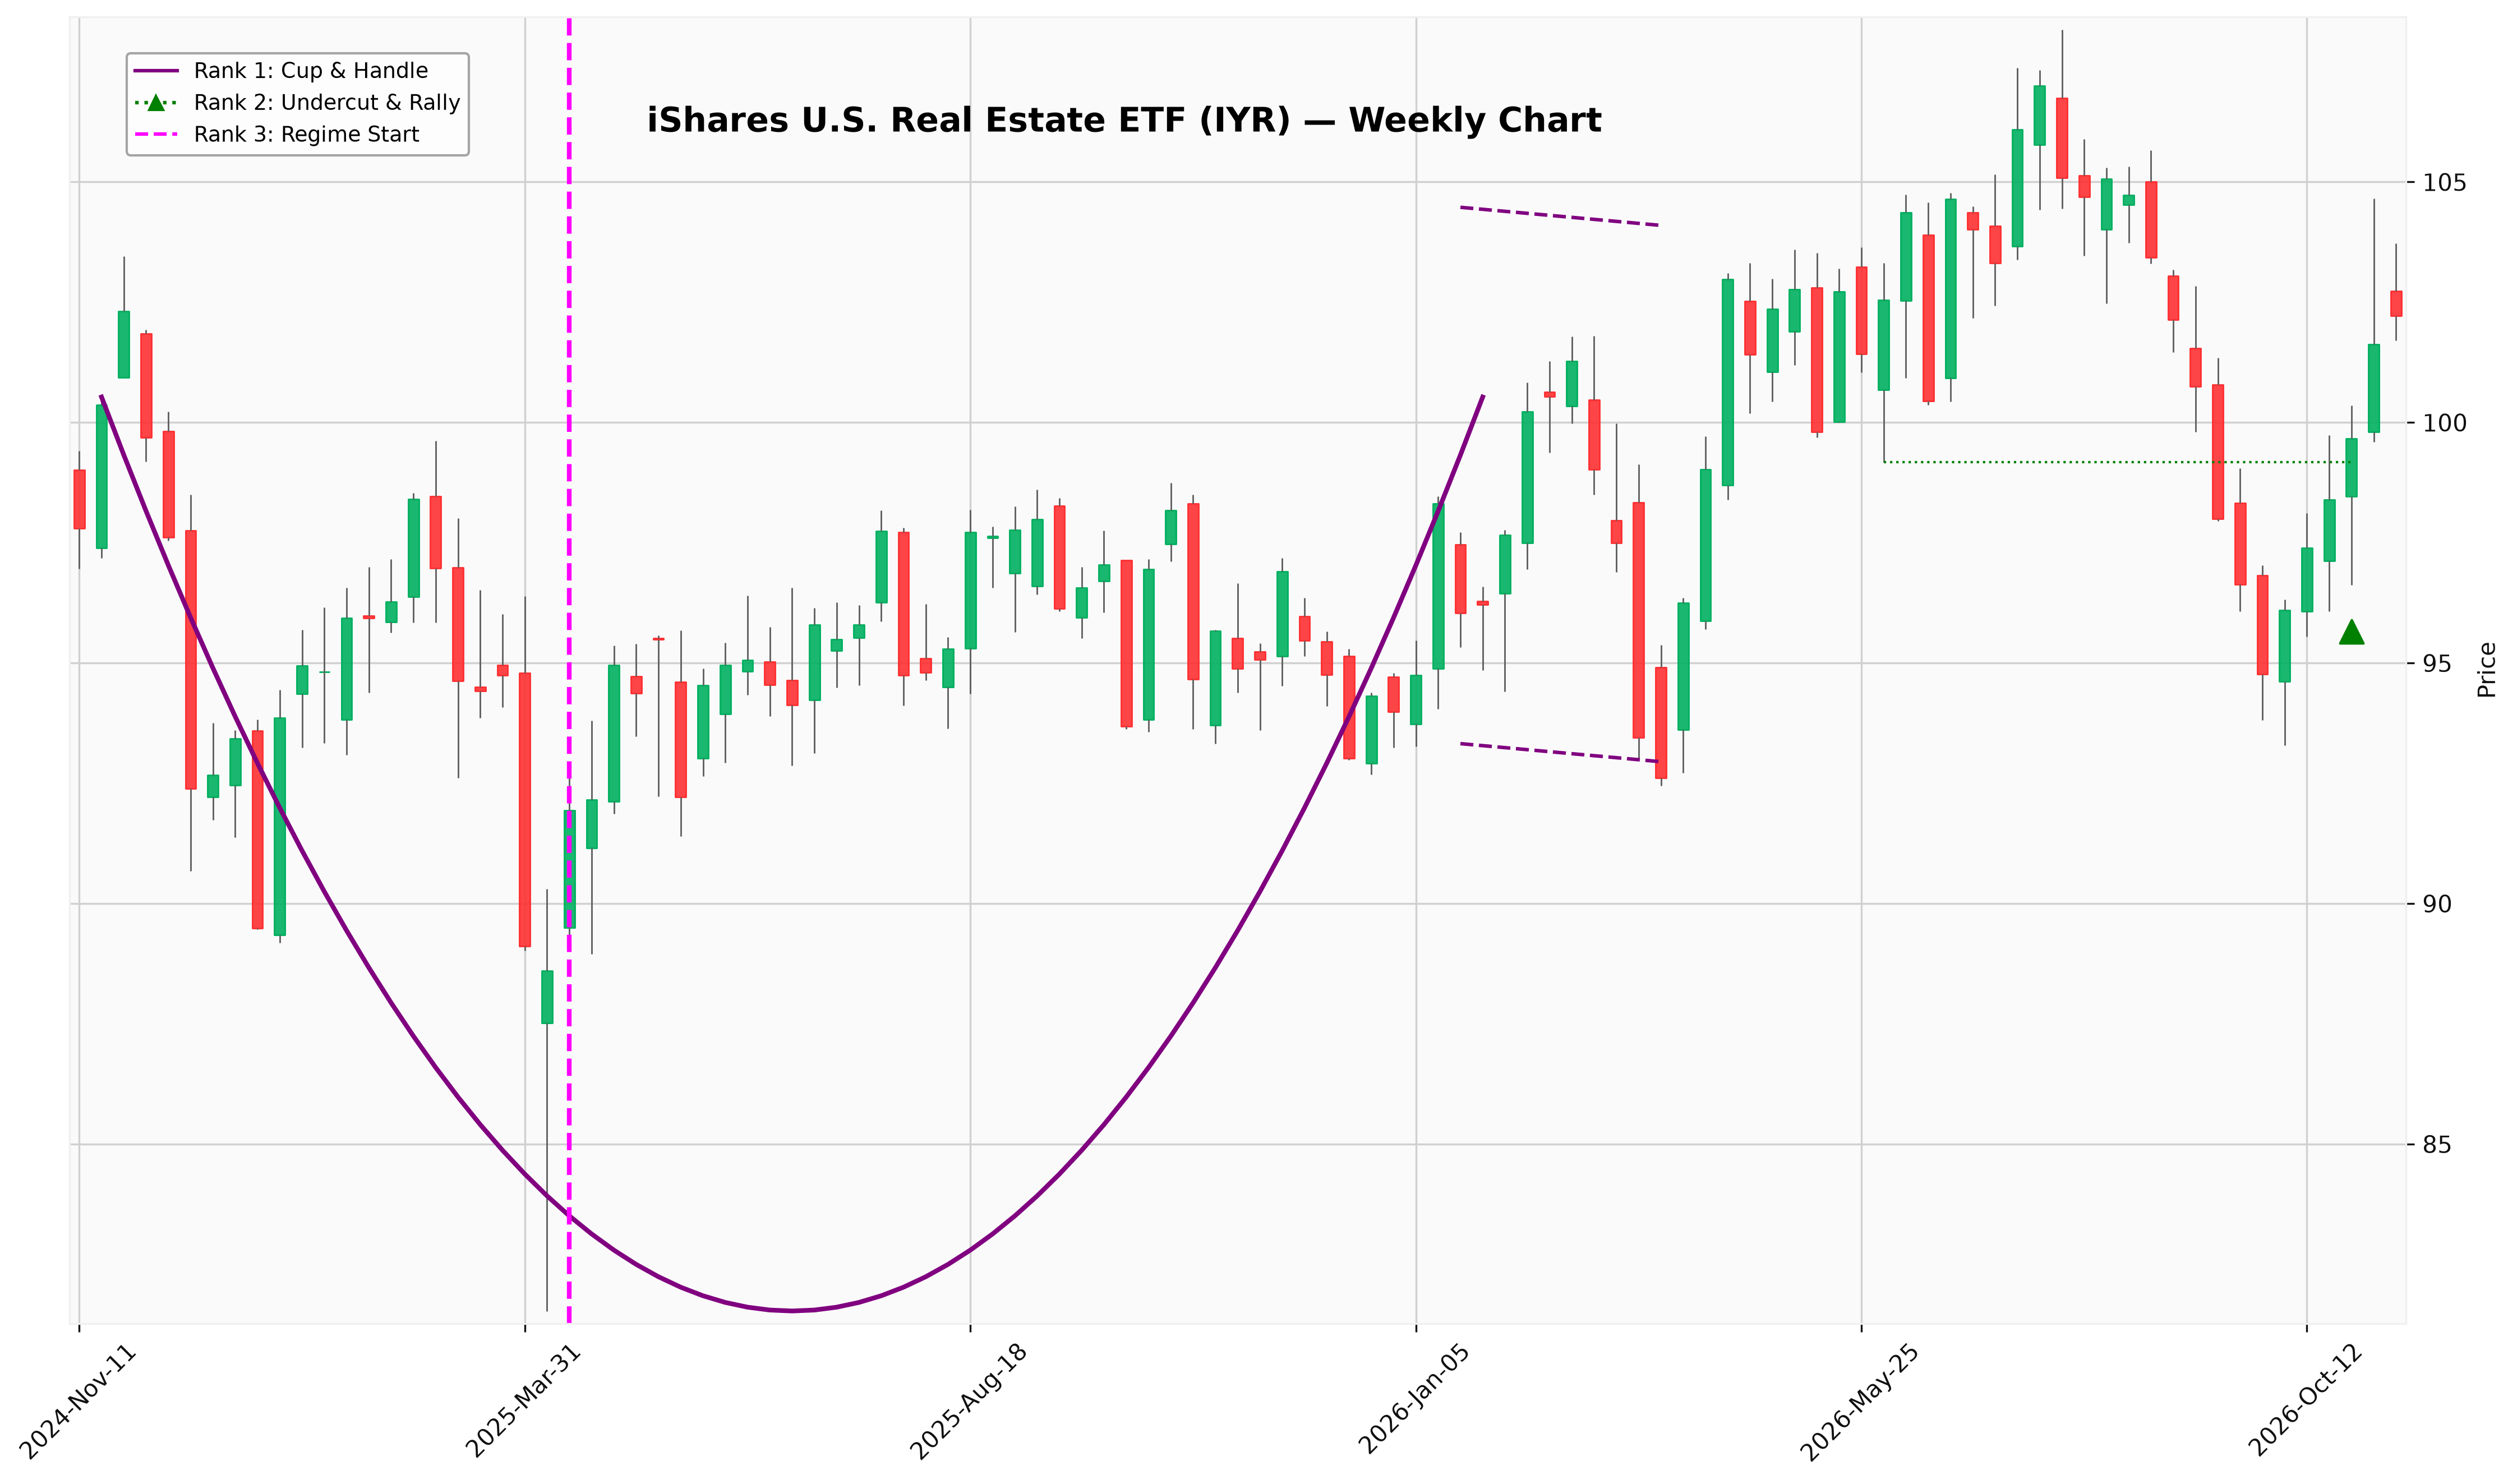 Rank 1: Cup & Handle
Rank 2: Undercut & Rally
Rank 3: Regime Start
iShares U.S. Real Estate ETF (IYR) — Weekly Chart
105
100
95
90
85
Price
2024-Nov-11
2025-Mar-31
2025-Aug-18
2026-Jan-05
2026-May-25
2026-Oct-12